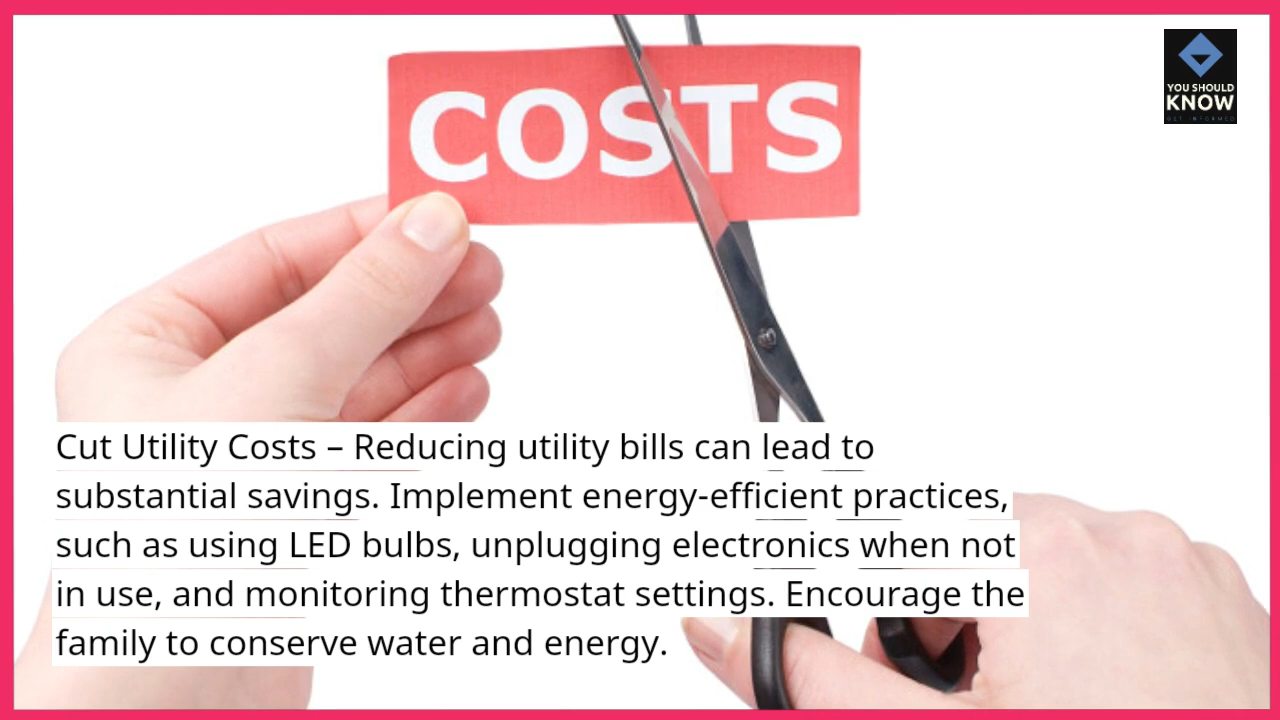 COSTS
YOU SHOULD
KNOW
GET INFORMED
Cut Utility Costs – Reducing utility bills can lead to
substantial savings. Implement energy-efficient practices,
such as using LED bulbs, unplugging electronics when not
in use, and monitoring thermostat settings. Encourage the
family to conserve water and energy.